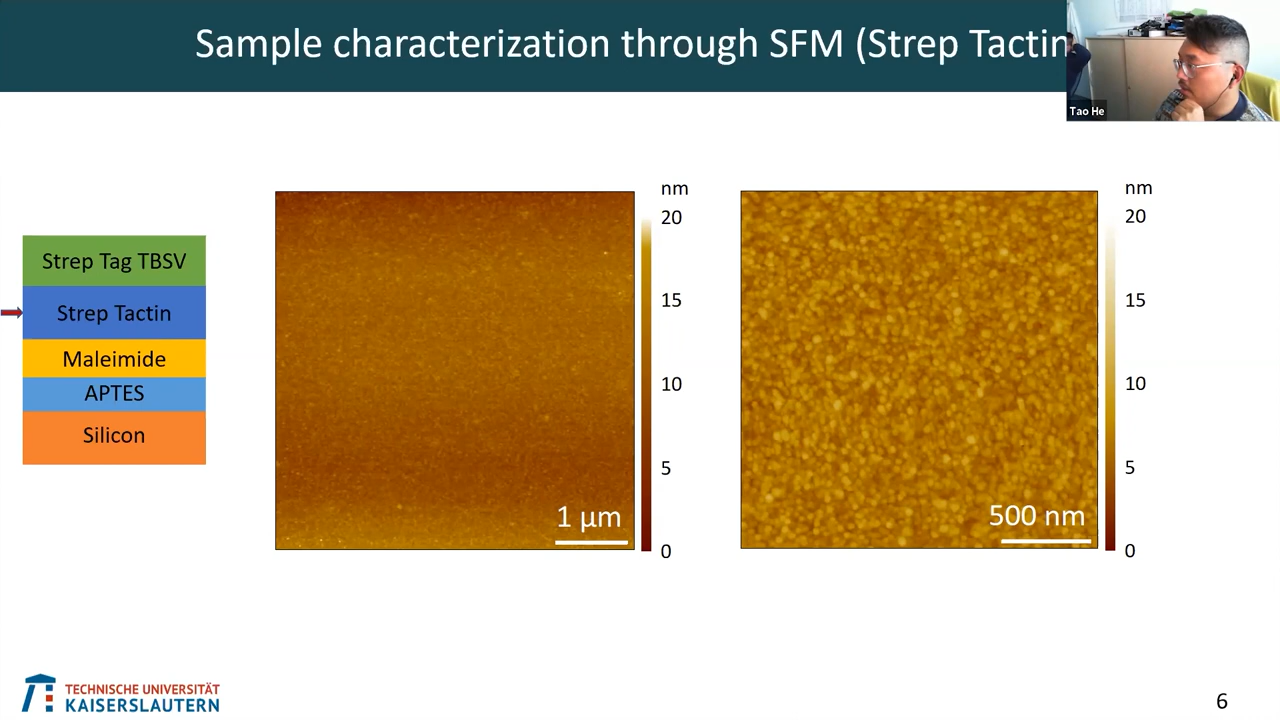 Sample characterization through SFM (Strep Tactin
Tao He
Strep Tag TBSV
Strep Tactin
Maleimide
APTES
Silicon
nm
20
15
10
5
0
1 µm
nm
20
15
10
5
0
500 nm
TECHNISCHE UNIVERSITÄT
KAISERSLAUTERN
6